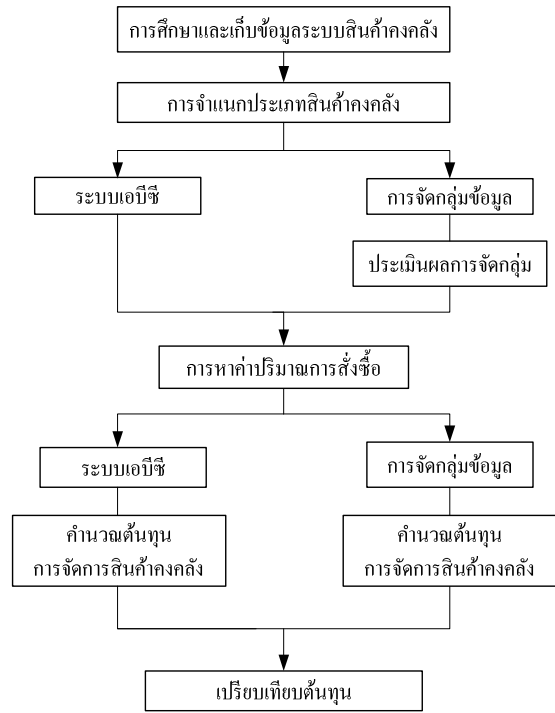 การศึกษาและเก็บข้อมูลระบบสินค้าคงคลัง
การจำแนกประเภทสินค้าคงคลัง
ระบบเอบีซี
การจัดกลุ่มข้อมูล
ประเมินผลการจัดกลุ่ม
การหาค่าปริมาณการสั่งซื้อ
ระบบเอบีซี
การจัดกลุ่มข้อมูล
คำนวณต้นทุน
การจัดการสินค้าคงคลัง
คำนวณต้นทุน
การจัดการสินค้าคงคลัง
เปรียบเทียบต้นทุน